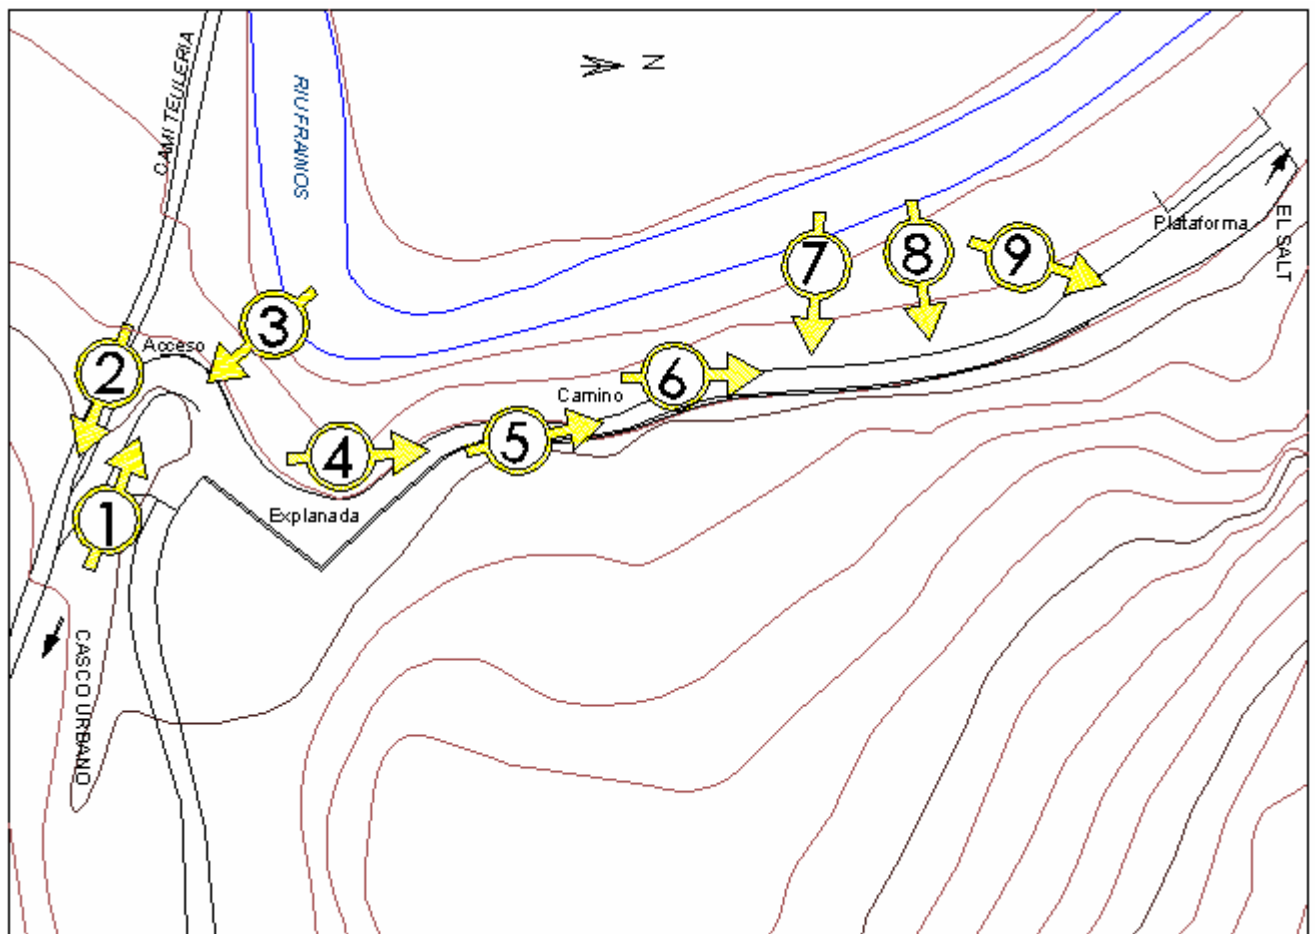 CAMI TEULERIA
RIU FRAINOS
N
Plataforma
EL SALT
7
8
9
3
Acceso
2
6
Camino
5
4
1
Explanada
CASCO URBANO